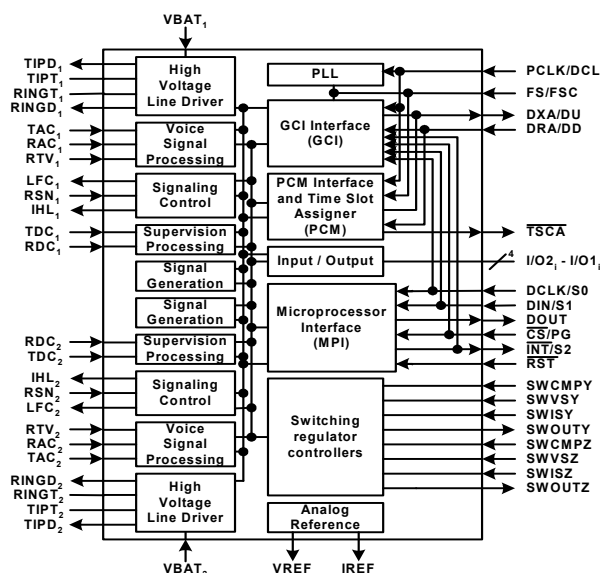 VBAT₁
TIPD₁
TIPT₁
RINGT₁
RINGD₁
TAC₁
RAC₁
RTV₁
LFC₁
RSN₁
IHL₁
TDC₁
RDC₁
RDC₂
TDC₂
IHL₂
RSN₂
LFC₂
RTV₂
RAC₂
TAC₂
RINGD₂
RINGT₂
TIPT₂
TIPD₂
High
Voltage
Line Driver
Voice
Signal
Processing
Signaling
Control
Supervision
Processing
Signal
Generation
Signal
Generation
Supervision
Processing
Signaling
Control
Voice
Signal
Processing
High
Voltage
Line Driver
PLL
GCI Interface
(GCI)
PCM Interface
and Time Slot
Assigner
(PCM)
Input / Output
Microprocessor
Interface
(MPI)
Switching
regulator
controllers
Analog
Reference
PCLK/DCL
FS/FSC
DXA/DU
DRA/DD
TSCA
4
I/O2ᵢ - I/O1ᵢ
DCLK/S0
DIN/S1
DOUT
CS/PG
INT/S2
RST
SWCMPY
SWVSY
SWISY
SWOUTY
SWCMPZ
SWVSZ
SWISZ
SWOUTZ
VBAT₂
VREF
IREF